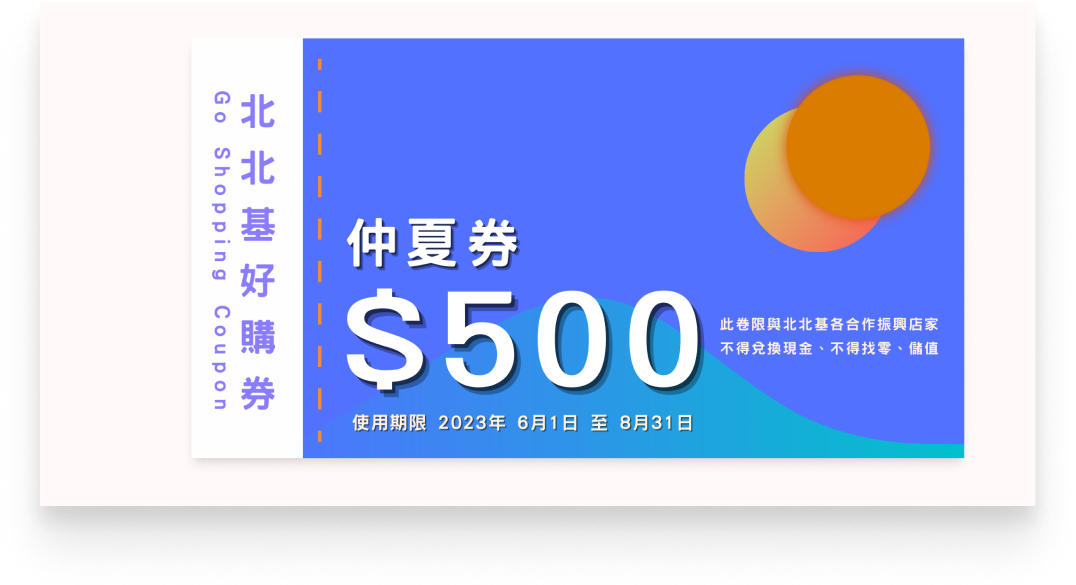 北北基好購券
Go Shopping Coupon
仲夏券
$500
此卷限與北北基各合作振興店家
不得兌換現金、不得找零、儲值
使用期限 2023年 6月1日 至 8月31日